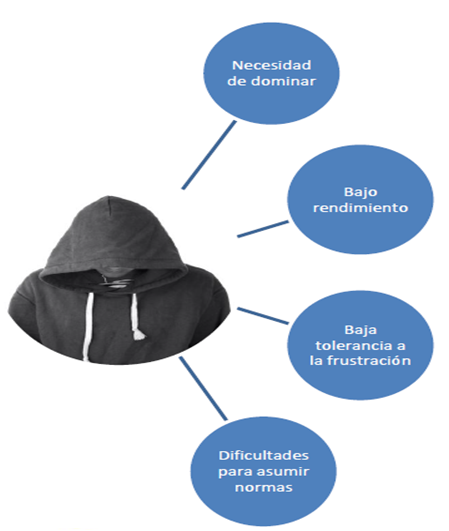 Necesidad
de dominar
Bajo
rendimiento
Baja
tolerancia a
la frustración
Dificultades
para asumir
normas